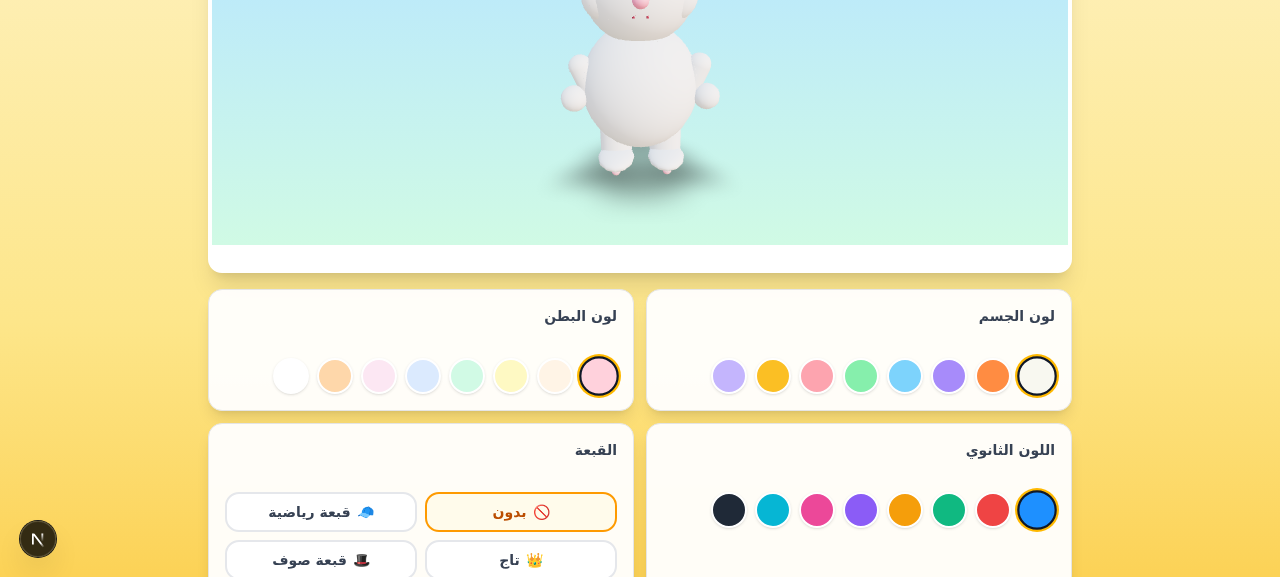 لون الجسم
لون البطن
اللون الثانوي
القبعة
🚫 بدون
🧢 قبعة رياضية
👑 تاج
🎩 قبعة صوف
N